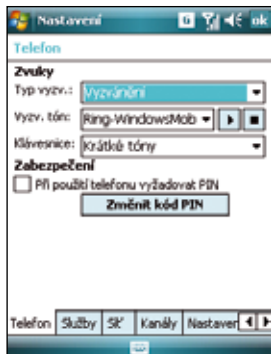 Nastavení G ok
Telefon
Zvuky
Typ vyzv.: Vyzvánění
Vyzv. tón: Ring-WindowsMob
Klávesnice: Krátké tóny
Zabezpečení
Při použití telefonu vyžadovat PIN
Změnit kód PIN
Telefon Služby Síť Kanály Nastaver